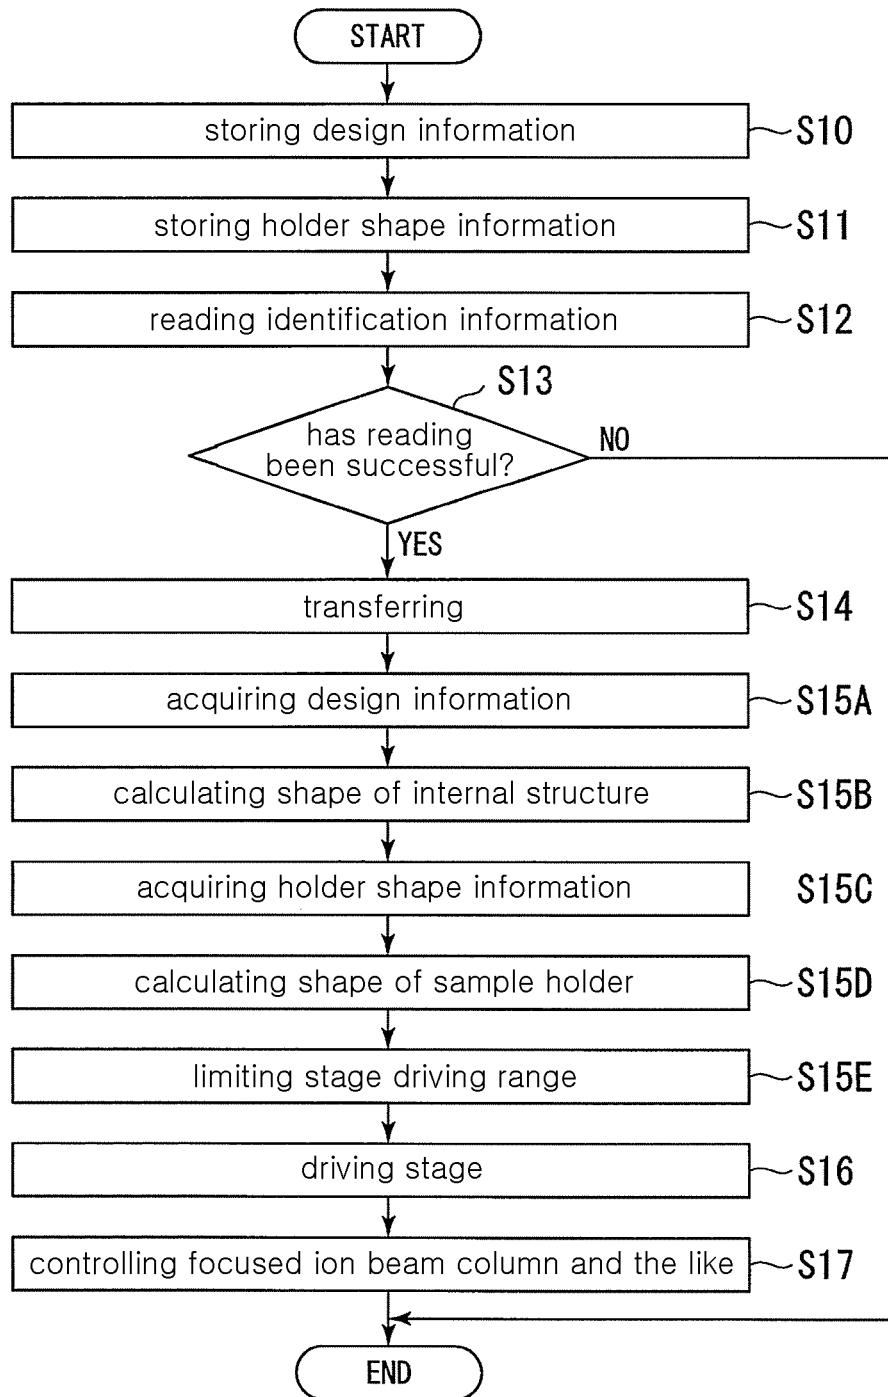 START
storing design information S10
storing holder shape information S11
reading identification information S12
S13
has reading
been successful?
NO
YES
transferring S14
acquiring design information S15A
calculating shape of internal structure S15B
acquiring holder shape information S15C
calculating shape of sample holder S15D
limiting stage driving range S15E
driving stage S16
controlling focused ion beam column and the like S17
END